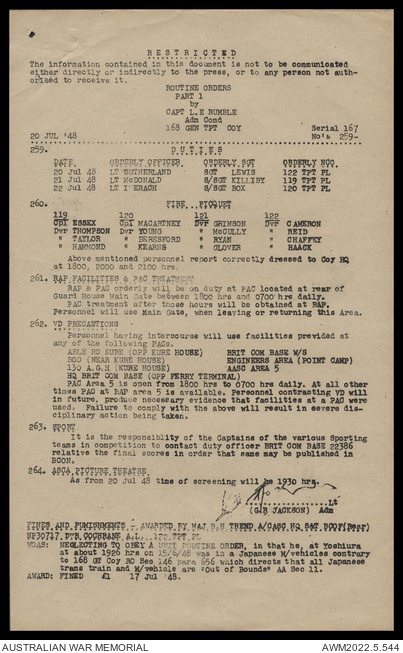 R E S T R I C T E D
The information contained in this document is not to be communicated
either directly or indirectly to the press, or to any person not auth-
orised to receive it.
ROUTINE ORDERS
PART 1
by
CAPT L.E RUMBLE
Adm Comd
168 GEN TPT COY Serial 167
20 JUL '48 No's 259-
259. D U T I E S
DATE ORDERLY OFFICER ORDERLY SGT ORDERLY NCO
20 Jul 48 LT SUTHERLAND SGT LEWIS 122 TPT PL
21 Jul 48 LT McDONALD S/SGT KILLIBY 119 TPT PL
22 Jul 48 LT I'ERACH S/SGT BOX 120 TPT PL
260. FIRE PICQUET
119 120 121 122
Cpl ESSEX Cpl MACARTNEY Dvr GRIMSON Dvr CAMERON
Dvr THOMPSON Dvr YOUNG " McCULLY " REID
" TAYLOR " BERESFORD " RYAN " CHAFFEY
" HAMMOND " KEARNS " GLOVER " HAACK
Above mentioned personnel report correctly dressed to Coy HQ
at 1800, 2000 and 2100 hrs.
261. RAP FACILITIES & PAC TREATMENT
RAP & PAC orderly will be on duty at PAC located at rear of
Guard House Main Gate between 1800 hrs and 0700 hrs daily.
PAC treatment after those hours will be obtained at RAP.
Personnel will use Main Gate, when leaving or returning this Area.
262. VD PRECAUTIONS
Personnel having intercourse will use facilities provided at
any of the following PACs.
ABLE RD KURE (OPP KURE HOUSE) BRIT COM BASE W/S
BOD (NEAR KURE HOUSE) ENGINEERS AREA (POINT CAMP)
130 A.G.H (KURE HOUSE) AASC AREA 5
HQ BRIT COM BASE (OPP FERRY TERMINAL)
PAC Area 5 is open from 1800 hrs to 0700 hrs daily. At all other
times PAC at RAP area 5 is available. Personnel contracting VD will
in future, produce necessary evidence that facilities at a PAC were
used. Failure to comply with the above will result in severe dis-
ciplinary action being taken.
263. SPORT
It is the responsibility of the Captains of the various Sporting
teams in competition to contact duty officer BRIT COM BASE 22386
relative the final scores in order that same may be published in
BCON.
264. ASCA PICTURE THEATRE
As from 20 Jul 48 time of screening will be 1930 hrs.
Lt
(G.B JACKSON) Adm
FINES AND PUNISHMENTS - AWARDED BY MAJ B.H TREND A/CASC HQ S&T BCOF(Rear)
NP30717 DVR COCHRANE A.L... 122 TPT PL
WOAS: NEGLECTING TO OBEY A UNIT ROUTINE ORDER, in that he, at Yoshiura
at about 1926 hrs on 15/6/48 was in a Japanese M/vehicles contrary
to 168 GT Coy RO Sec 146 para 656 which directs that all Japanese
trams train and M/vehicle are "Out of Bounds" AA Sec 11.
AWARD: FINED £1 17 Jul '48.
AUSTRALIAN WAR MEMORIAL
AWM2022.5.544